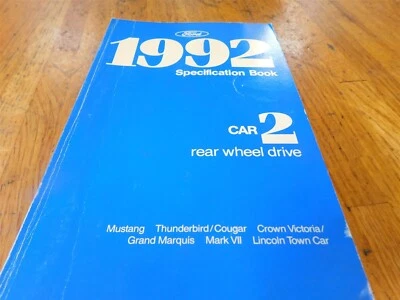 Ford
1992
Specification Book
CAR 2
rear wheel drive
Mustang Thunderbird/Cougar Crown Victoria/
Grand Marquis Mark VII Lincoln Town Car